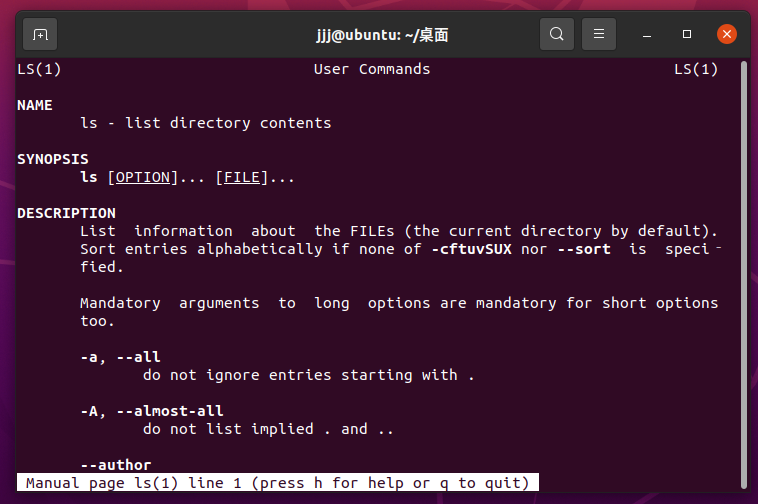 jjj@ubuntu: ~/桌面
LS(1) User Commands LS(1)
NAME
ls - list directory contents
SYNOPSIS
ls [OPTION]... [FILE]...
DESCRIPTION
List information about the FILEs (the current directory by default).
Sort entries alphabetically if none of -cftuvSUX nor --sort is speci-
fied.
Mandatory arguments to long options are mandatory for short options
too.
-a, --all
do not ignore entries starting with .
-A, --almost-all
do not list implied . and ..
--author
Manual page ls(1) line 1 (press h for help or q to quit)